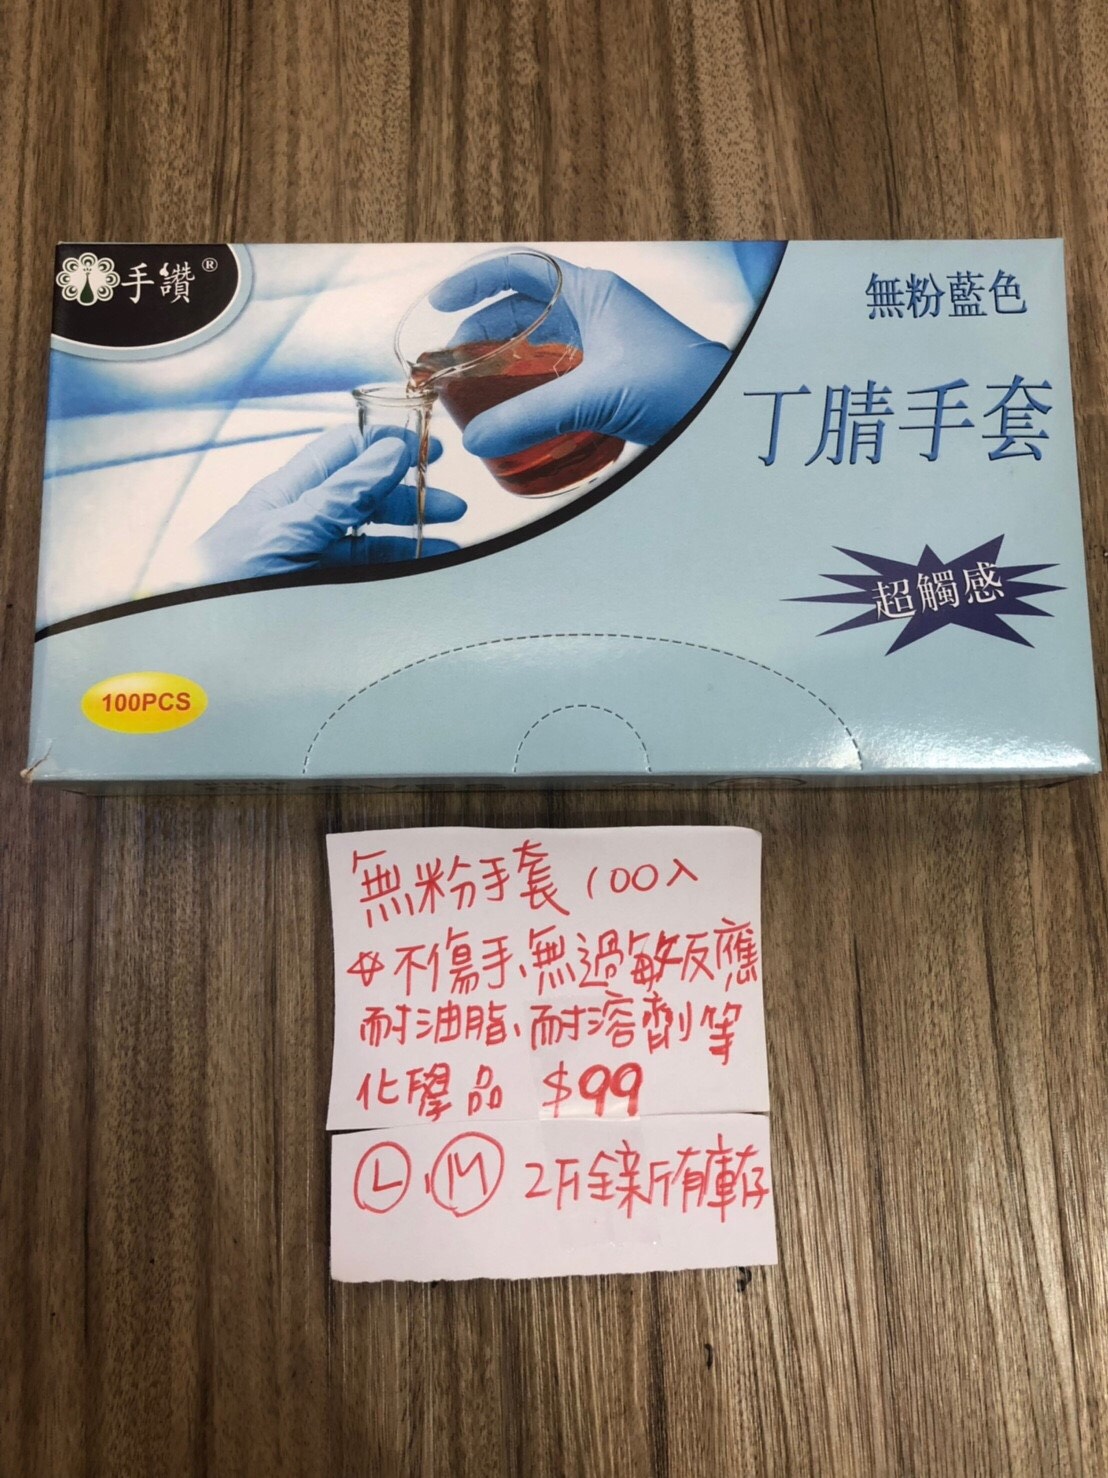 手讚®
無粉藍色
丁腈手套
超觸感
100PCS
無粉手套 100入
不傷手、無過敏反應
耐油脂、耐溶劑等
化學品 $99
Ⓛ、Ⓜ 2万全新所有庫存